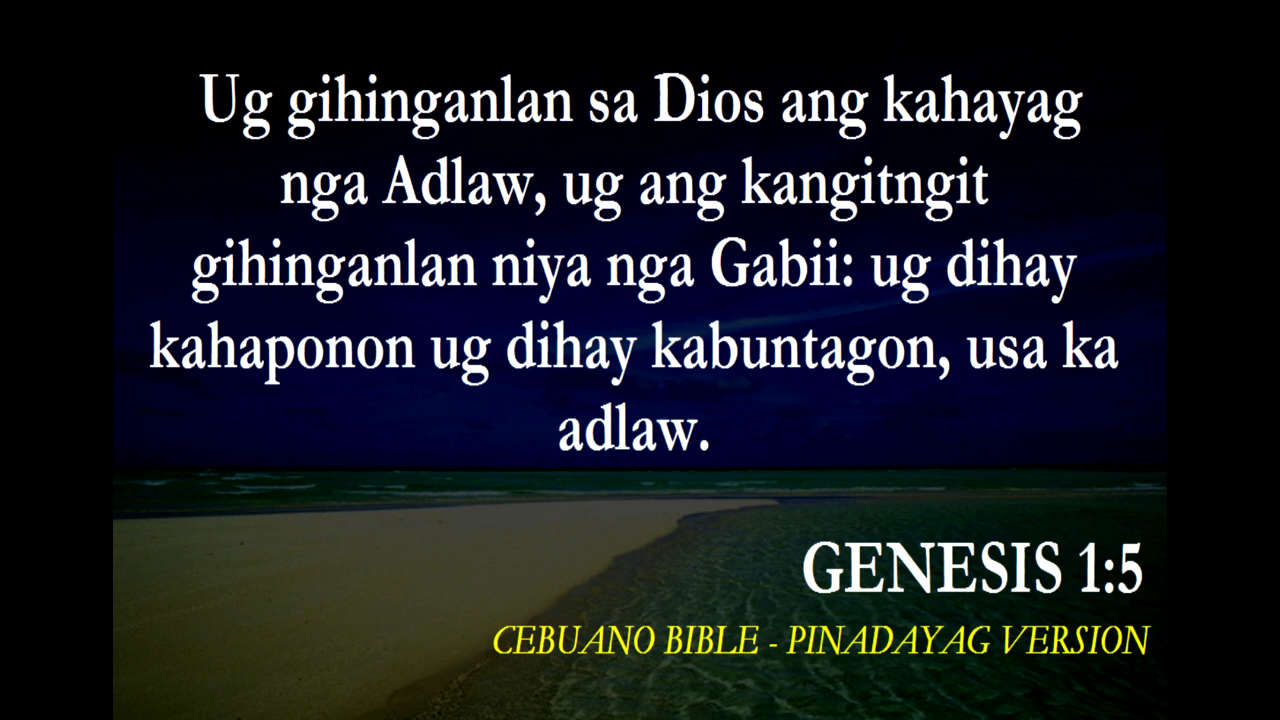 Ug gihinganlan sa Dios ang kahayag
nga Adlaw, ug ang kangitngit
gihinganlan niya nga Gabii: ug dihay
kahaponon ug dihay kabuntagon, usa ka
adlaw.
GENESIS 1:5
CEBUANO BIBLE - PINADAYAG VERSION